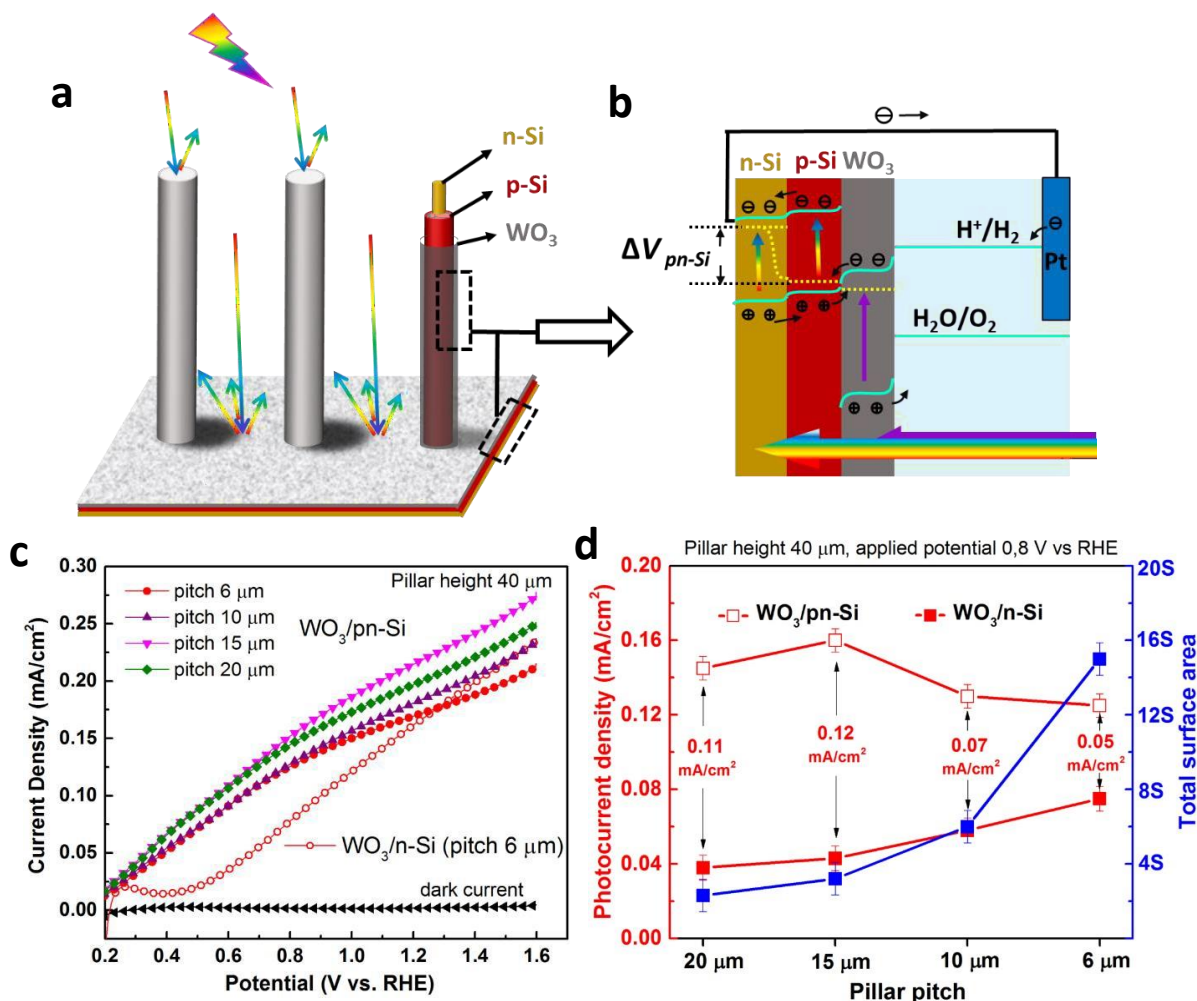 a
n-Si
p-Si
WO₃
b
⊖ →
n-Si p-Si WO₃
ΔV pn-Si
H⁺/H₂
Pt
H₂O/O₂
c
Current Density (mA/cm²)
0.30
0.25
0.20
0.15
0.10
0.05
0.00
pitch 6 μm
pitch 10 μm
pitch 15 μm
pitch 20 μm
Pillar height 40 μm
WO₃/pn-Si
WO₃/n-Si (pitch 6 μm)
dark current
0.2 0.4 0.6 0.8 1.0 1.2 1.4 1.6
Potential (V vs. RHE)
d
Pillar height 40 μm, applied potential 0,8 V vs RHE
Photocurrent density (mA/cm²)
0.20
0.16
0.12
0.08
0.04
0.00
WO₃/pn-Si
WO₃/n-Si
0.11
mA/cm²
0.12
mA/cm²
0.07
mA/cm²
0.05
mA/cm²
20S
16S
12S
8S
4S
Total surface area
20 μm 15 μm 10 μm 6 μm
Pillar pitch